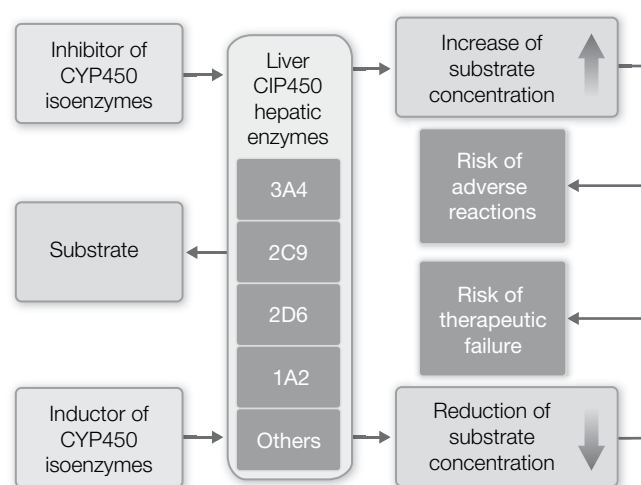 Inhibitor of
CYP450
isoenzymes
Liver
CIP450
hepatic
enzymes
3A4
2C9
2D6
1A2
Others
Increase of
substrate
concentration
Risk of
adverse
reactions
Substrate
Risk of
therapeutic
failure
Inductor of
CYP450
isoenzymes
Reduction of
substrate
concentration